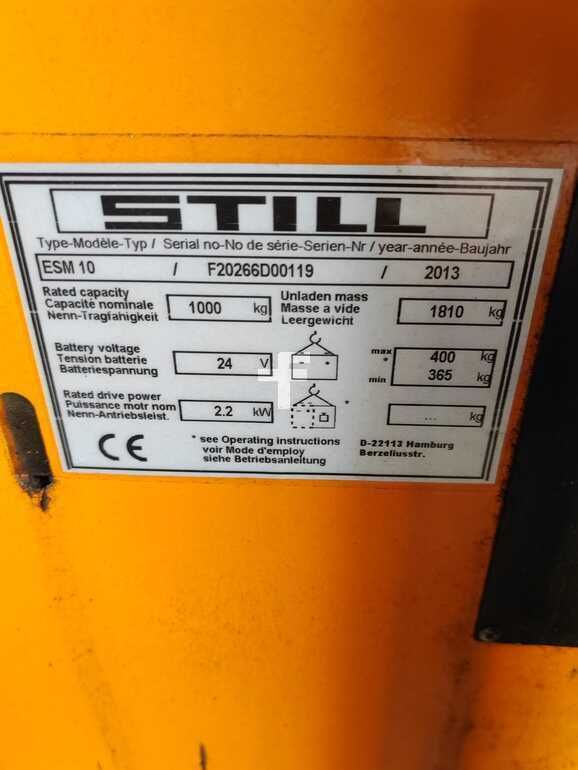 STILL
Type-Modèle-Typ / Serial no-No de série-Serien-Nr / year-année-Baujahr
ESM 10 / F20266D00119 / 2013
Rated capacity
Capacité nominale
Nenn-Tragfähigkeit
1000 kg
Unladen mass
Masse a vide
Leergewicht
1810 kg
Battery voltage
Tension batterie
Batteriespannung
24 V
- +
max 400 kg
*
min 365 kg
Rated drive power
Puissance motr nom
Nenn-Antriebsleist.
2.2 kW
*
... kg
CE
* see Operating instructions
voir Mode d'employ
siehe Betriebsanleitung
D-22113 Hamburg
Berzeliusstr.